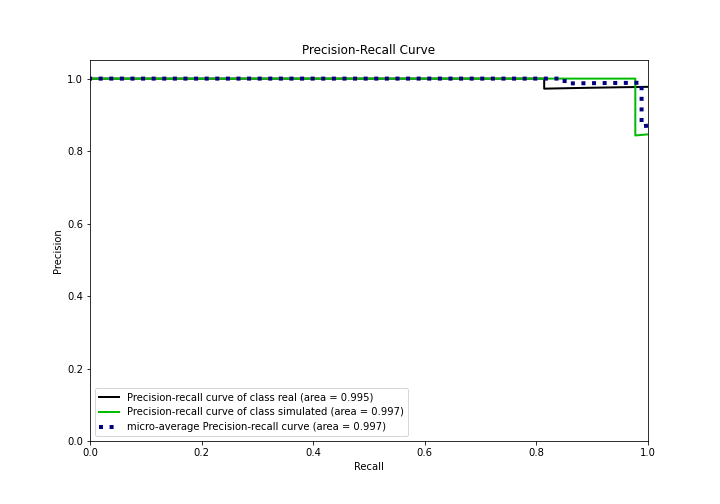 Precision-Recall Curve
1.0
0.8
0.6
0.4
0.2
0.0
Precision
Precision-recall curve of class real (area = 0.995)
Precision-recall curve of class simulated (area = 0.997)
micro-average Precision-recall curve (area = 0.997)
0.0 0.2 0.4 0.6 0.8 1.0
Recall